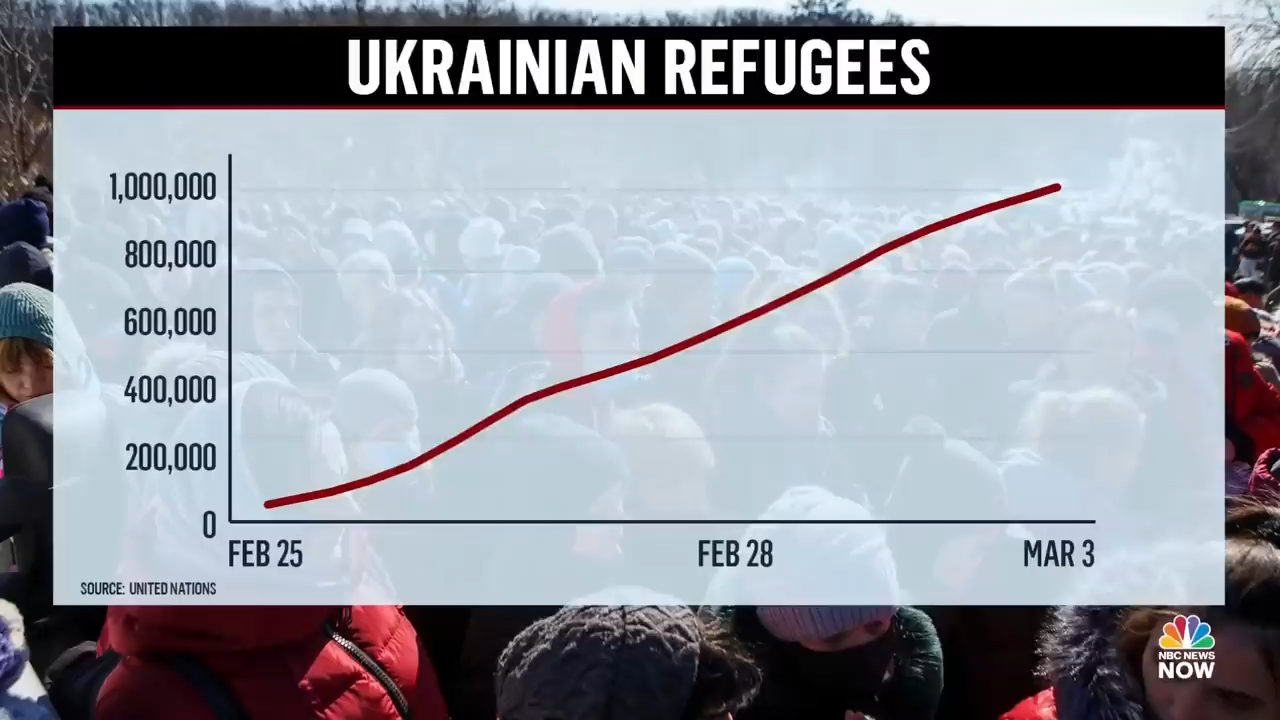 UKRAINIAN REFUGEES
1,000,000
800,000
600,000
400,000
200,000
0
FEB 25 FEB 28 MAR 3
SOURCE: UNITED NATIONS
NBC NEWS
NOW